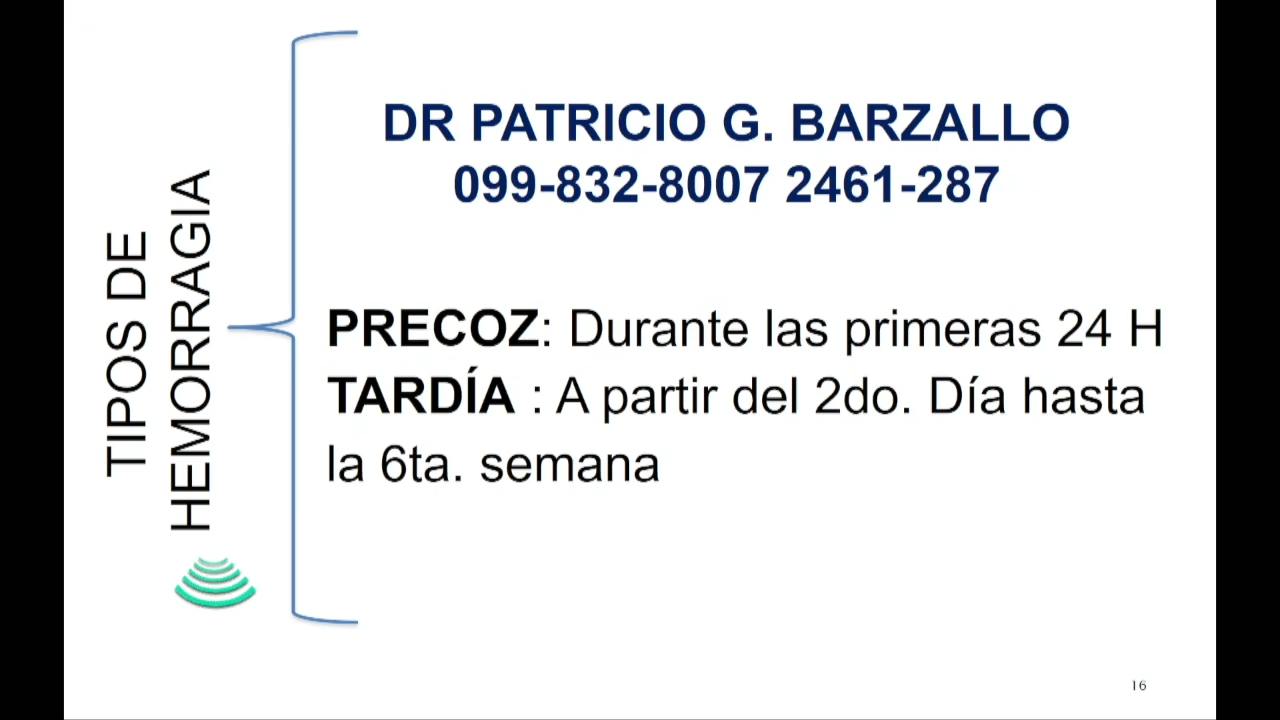 TIPOS DE
HEMORRAGIA
DR PATRICIO G. BARZALLO
099-832-8007 2461-287
PRECOZ: Durante las primeras 24 H
TARDÍA : A partir del 2do. Día hasta
la 6ta. semana
16